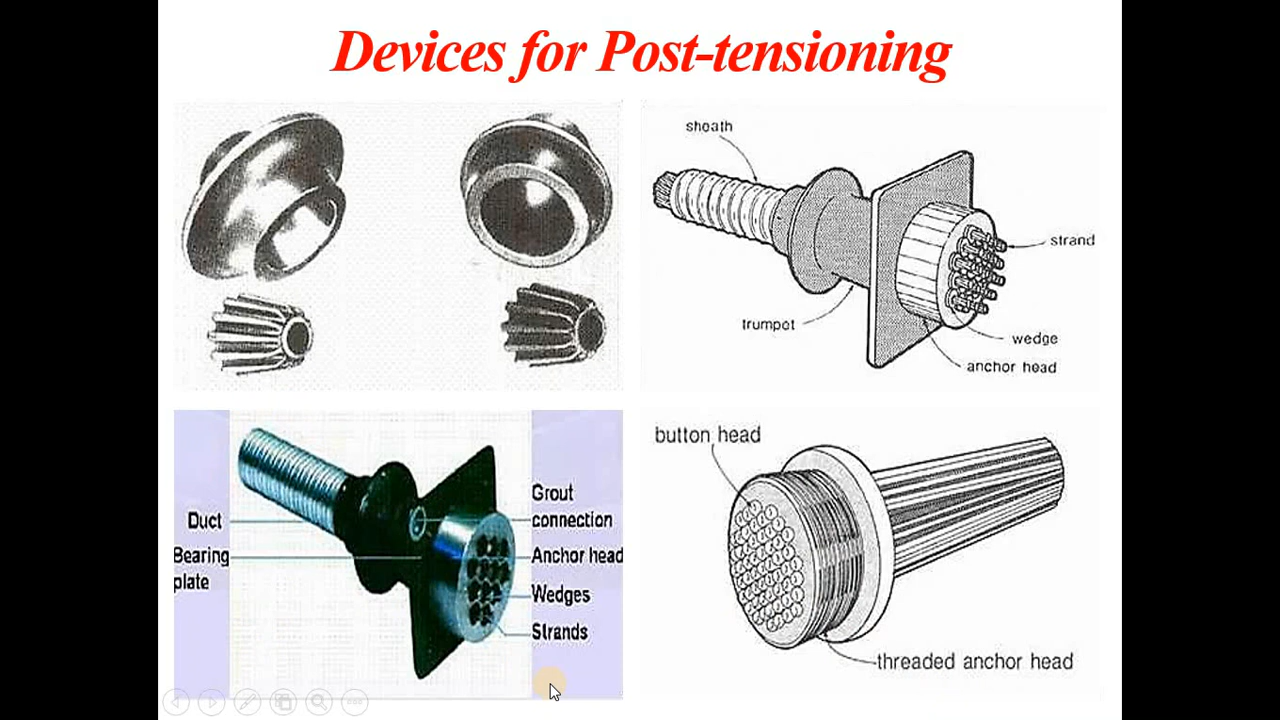 Devices for Post-tensioning
sheath
strand
trumpet
wedge
anchor head
Duct
Bearing
plate
Grout
connection
Anchor head
Wedges
Strands
button head
threaded anchor head